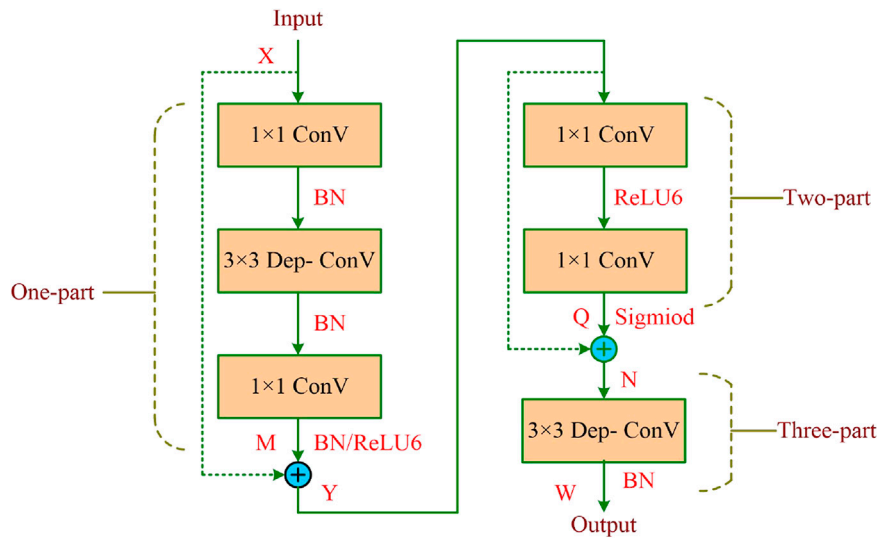 Input
X
1×1 ConV
BN
3×3 Dep- ConV
One-part
BN
1×1 ConV
M BN/ReLU6
Y
1×1 ConV
ReLU6
Two-part
1×1 ConV
Q Sigmiod
N
3×3 Dep- ConV
Three-part
W BN
Output